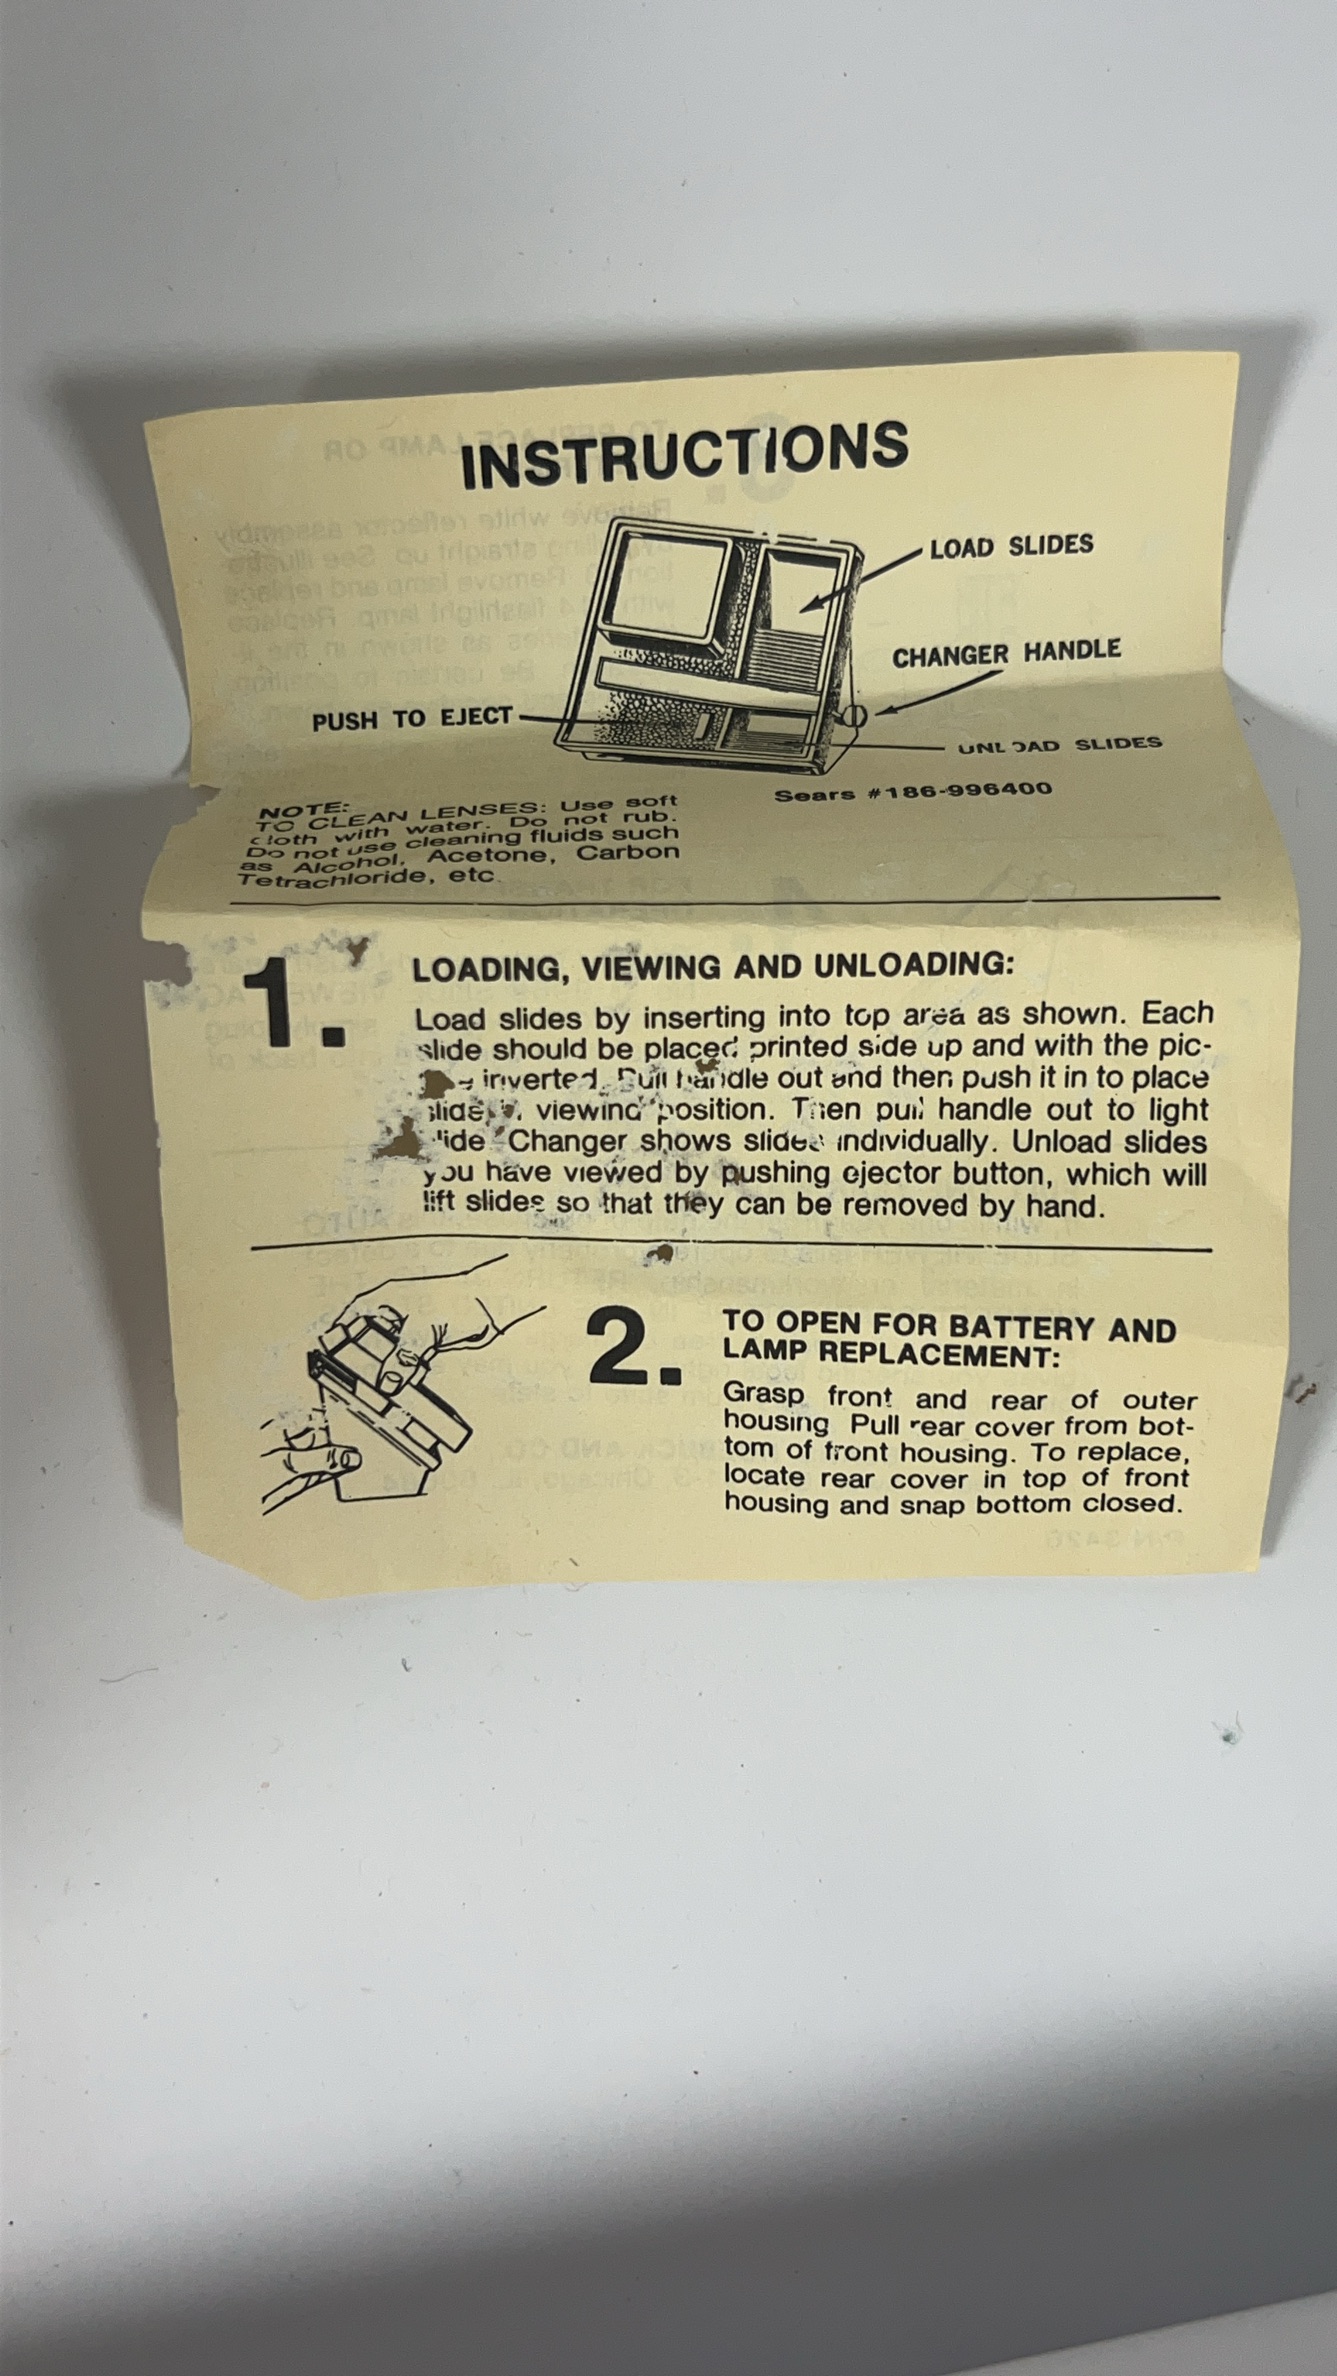 INSTRUCTIONS
LOAD SLIDES
CHANGER HANDLE
PUSH TO EJECT
UNLOAD SLIDES
Sears #186-996400
NOTE:
TO CLEAN LENSES: Use soft
cloth with water. Do not rub.
Do not use cleaning fluids such
as Alcohol, Acetone, Carbon
Tetrachloride, etc.
1.
LOADING, VIEWING AND UNLOADING:
Load slides by inserting into top area as shown. Each
slide should be placed printed side up and with the pic-
inverted. Pull handle out and then push it in to place
slide viewing position. Then pull handle out to light
slide Changer shows slides individually. Unload slides
you have viewed by pushing ejector button, which will
lift slides so that they can be removed by hand.
2.
TO OPEN FOR BATTERY AND
LAMP REPLACEMENT:
Grasp front and rear of outer
housing Pull rear cover from bot-
tom of front housing. To replace,
locate rear cover in top of front
housing and snap bottom closed.